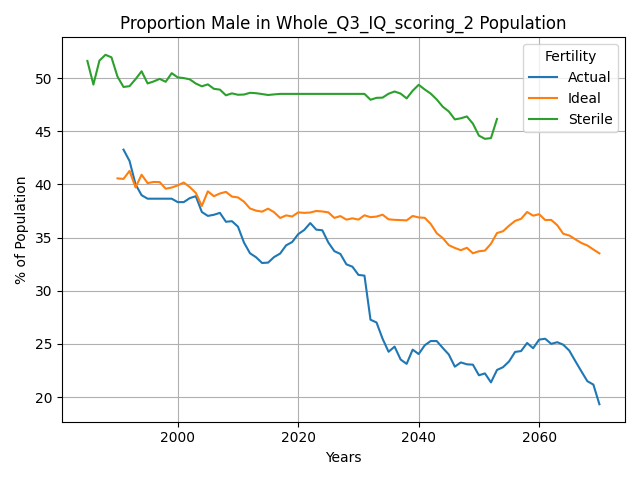 Proportion Male in Whole_Q3_IQ_scoring_2 Population
Fertility
Actual
Ideal
Sterile
% of Population
50
45
40
35
30
25
20
2000
2020
2040
2060
Years